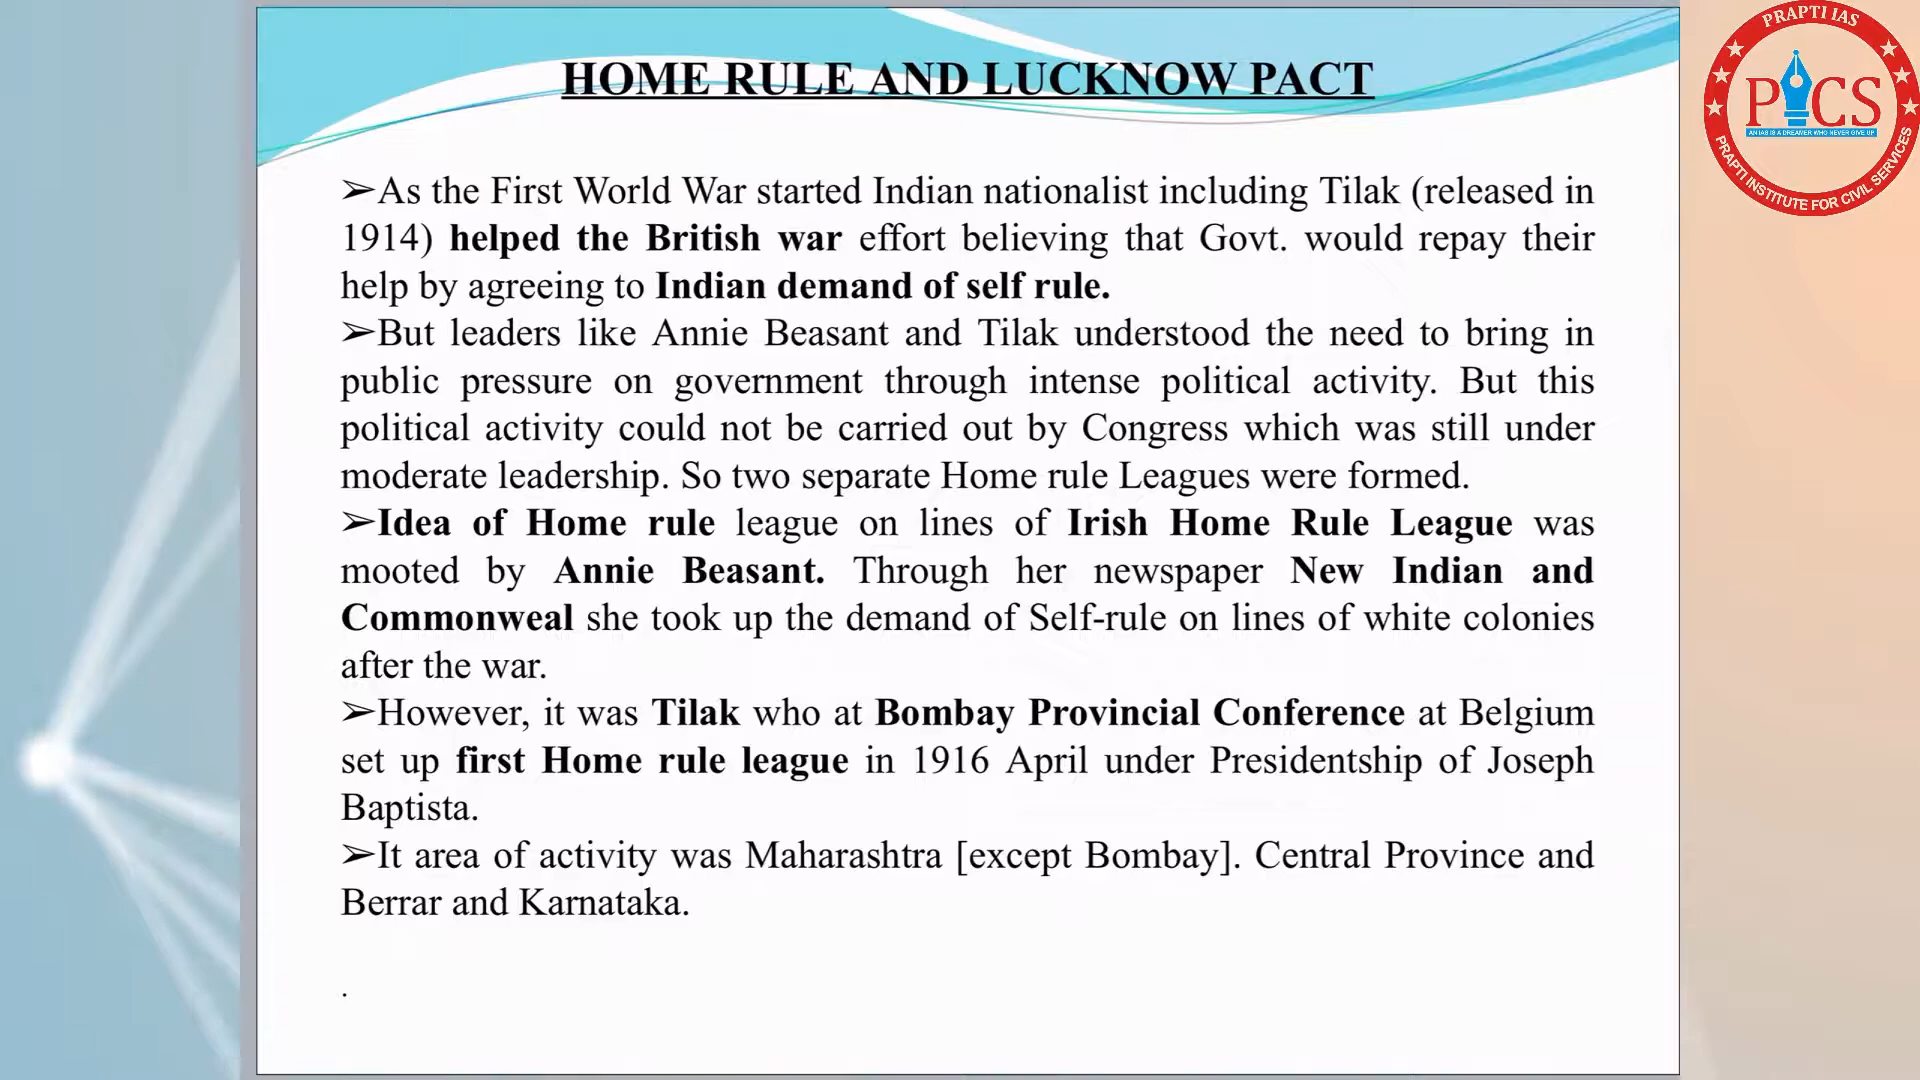 HOME RULE AND LUCKNOW PACT
➢As the First World War started Indian nationalist including Tilak (released in
1914) helped the British war effort believing that Govt. would repay their
help by agreeing to Indian demand of self rule.
➢But leaders like Annie Beasant and Tilak understood the need to bring in
public pressure on government through intense political activity. But this
political activity could not be carried out by Congress which was still under
moderate leadership. So two separate Home rule Leagues were formed.
➢Idea of Home rule league on lines of Irish Home Rule League was
mooted by Annie Beasant. Through her newspaper New Indian and
Commonweal she took up the demand of Self-rule on lines of white colonies
after the war.
➢However, it was Tilak who at Bombay Provincial Conference at Belgium
set up first Home rule league in 1916 April under Presidentship of Joseph
Baptista.
➢It area of activity was Maharashtra [except Bombay]. Central Province and
Berrar and Karnataka.
.
PRAPTI IAS
PICS
AN IAS IS A DREAMER WHO NEVER GIVE UP
PRAPTI INSTITUTE FOR CIVIL SERVICES